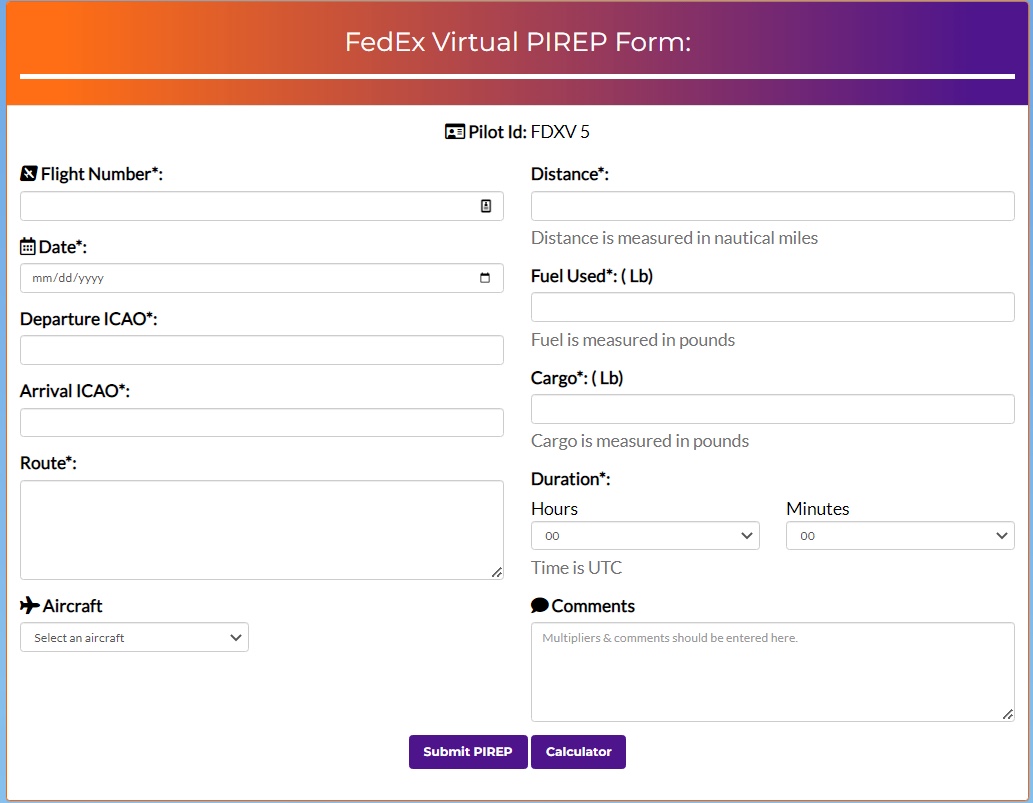 FedEx Virtual PIREP Form:
Pilot Id: FDXV 5
Flight Number*:
Date*:
mm/dd/yyyy
Departure ICAO*:
Arrival ICAO*:
Route*:
Aircraft
Select an aircraft
Distance*:
Distance is measured in nautical miles
Fuel Used*: ( Lb)
Fuel is measured in pounds
Cargo*: ( Lb)
Cargo is measured in pounds
Duration*:
Hours Minutes
00 00
Time is UTC
Comments
Multipliers & comments should be entered here.
Submit PIREP Calculator